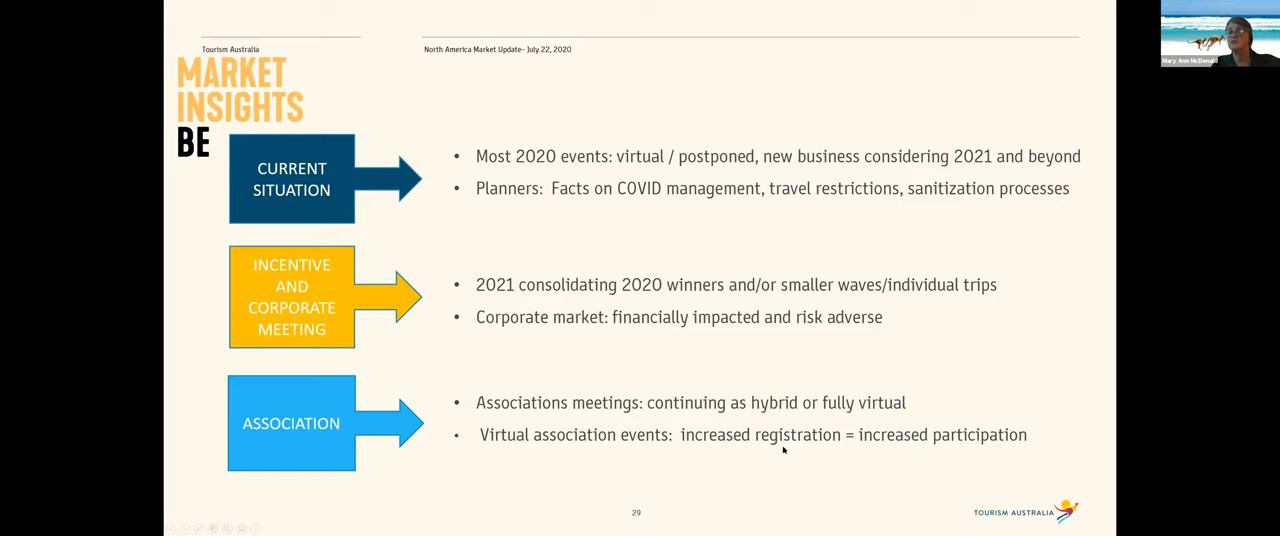 Tourism Australia
North America Market Update- July 22, 2020
MARKET
INSIGHTS
BE
CURRENT
SITUATION
• Most 2020 events: virtual / postponed, new business considering 2021 and beyond
• Planners: Facts on COVID management, travel restrictions, sanitization processes
INCENTIVE
AND
CORPORATE
MEETING
• 2021 consolidating 2020 winners and/or smaller waves/individual trips
• Corporate market: financially impacted and risk adverse
ASSOCIATION
• Associations meetings: continuing as hybrid or fully virtual
• Virtual association events: increased registration = increased participation
29
TOURISM AUSTRALIA
Mary Ann McDonald